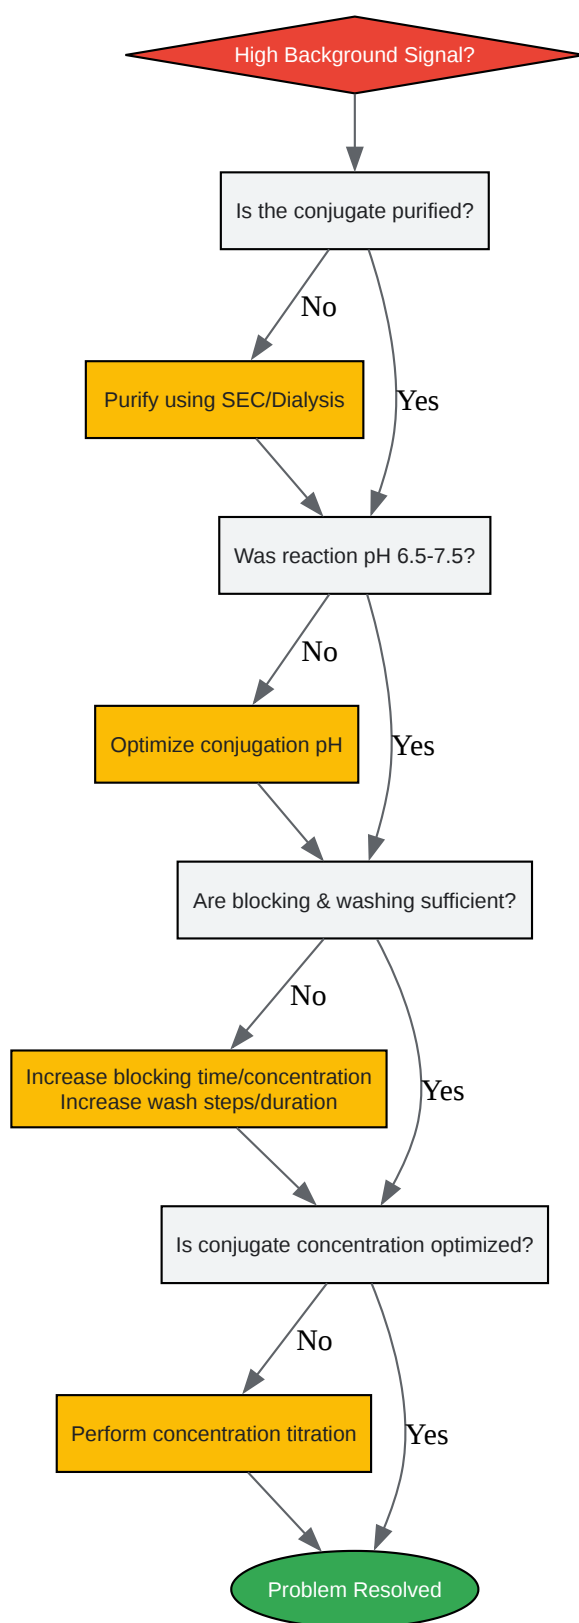 High Background Signal?
Is the conjugate purified?
No
Purify using SEC/Dialysis
Yes
Was reaction pH 6.5-7.5?
No
Optimize conjugation pH
Yes
Are blocking & washing sufficient?
No
Increase blocking time/concentration
Increase wash steps/duration
Yes
Is conjugate concentration optimized?
No
Perform concentration titration
Yes
Problem Resolved